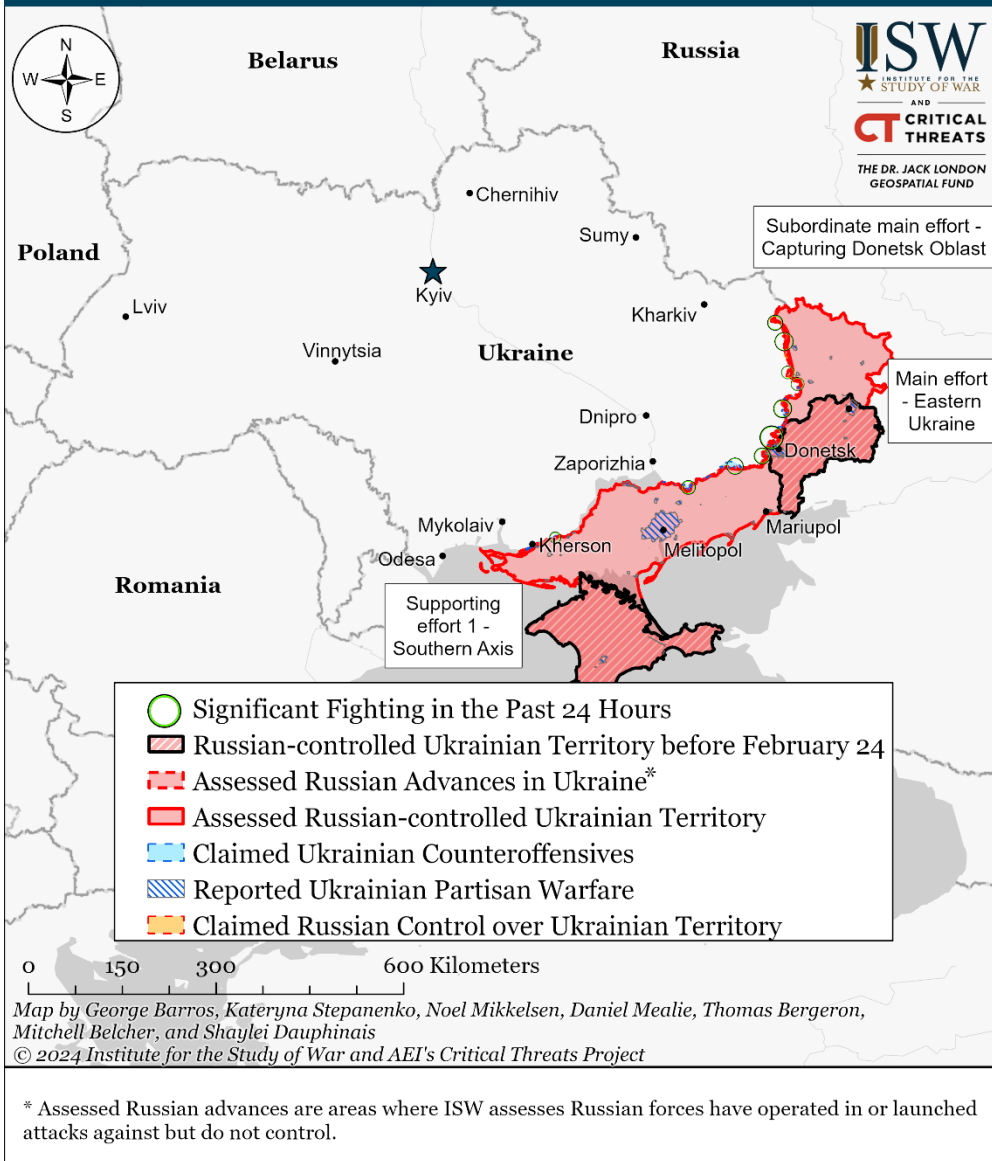 N
W E
S
Belarus
Russia
ISW
INSTITUTE FOR THE
STUDY OF WAR
AND
CT CRITICAL
THREATS
THE DR. JACK LONDON
GEOSPATIAL FUND
Chernihiv
Sumy
Subordinate main effort -
Capturing Donetsk Oblast
Poland
Kyiv
Lviv
Kharkiv
Vinnytsia
Ukraine
Main effort
- Eastern
Ukraine
Dnipro
Donetsk
Zaporizhia
Mykolaiv
Mariupol
Kherson
Melitopol
Odesa
Romania
Supporting
effort 1 -
Southern Axis
Significant Fighting in the Past 24 Hours
Russian-controlled Ukrainian Territory before February 24
Assessed Russian Advances in Ukraine*
Assessed Russian-controlled Ukrainian Territory
Claimed Ukrainian Counteroffensives
Reported Ukrainian Partisan Warfare
Claimed Russian Control over Ukrainian Territory
0 150 300 600 Kilometers
Map by George Barros, Kateryna Stepanenko, Noel Mikkelsen, Daniel Mealie, Thomas Bergeron,
Mitchell Belcher, and Shaylei Dauphinais
© 2024 Institute for the Study of War and AEI's Critical Threats Project
* Assessed Russian advances are areas where ISW assesses Russian forces have operated in or launched
attacks against but do not control.